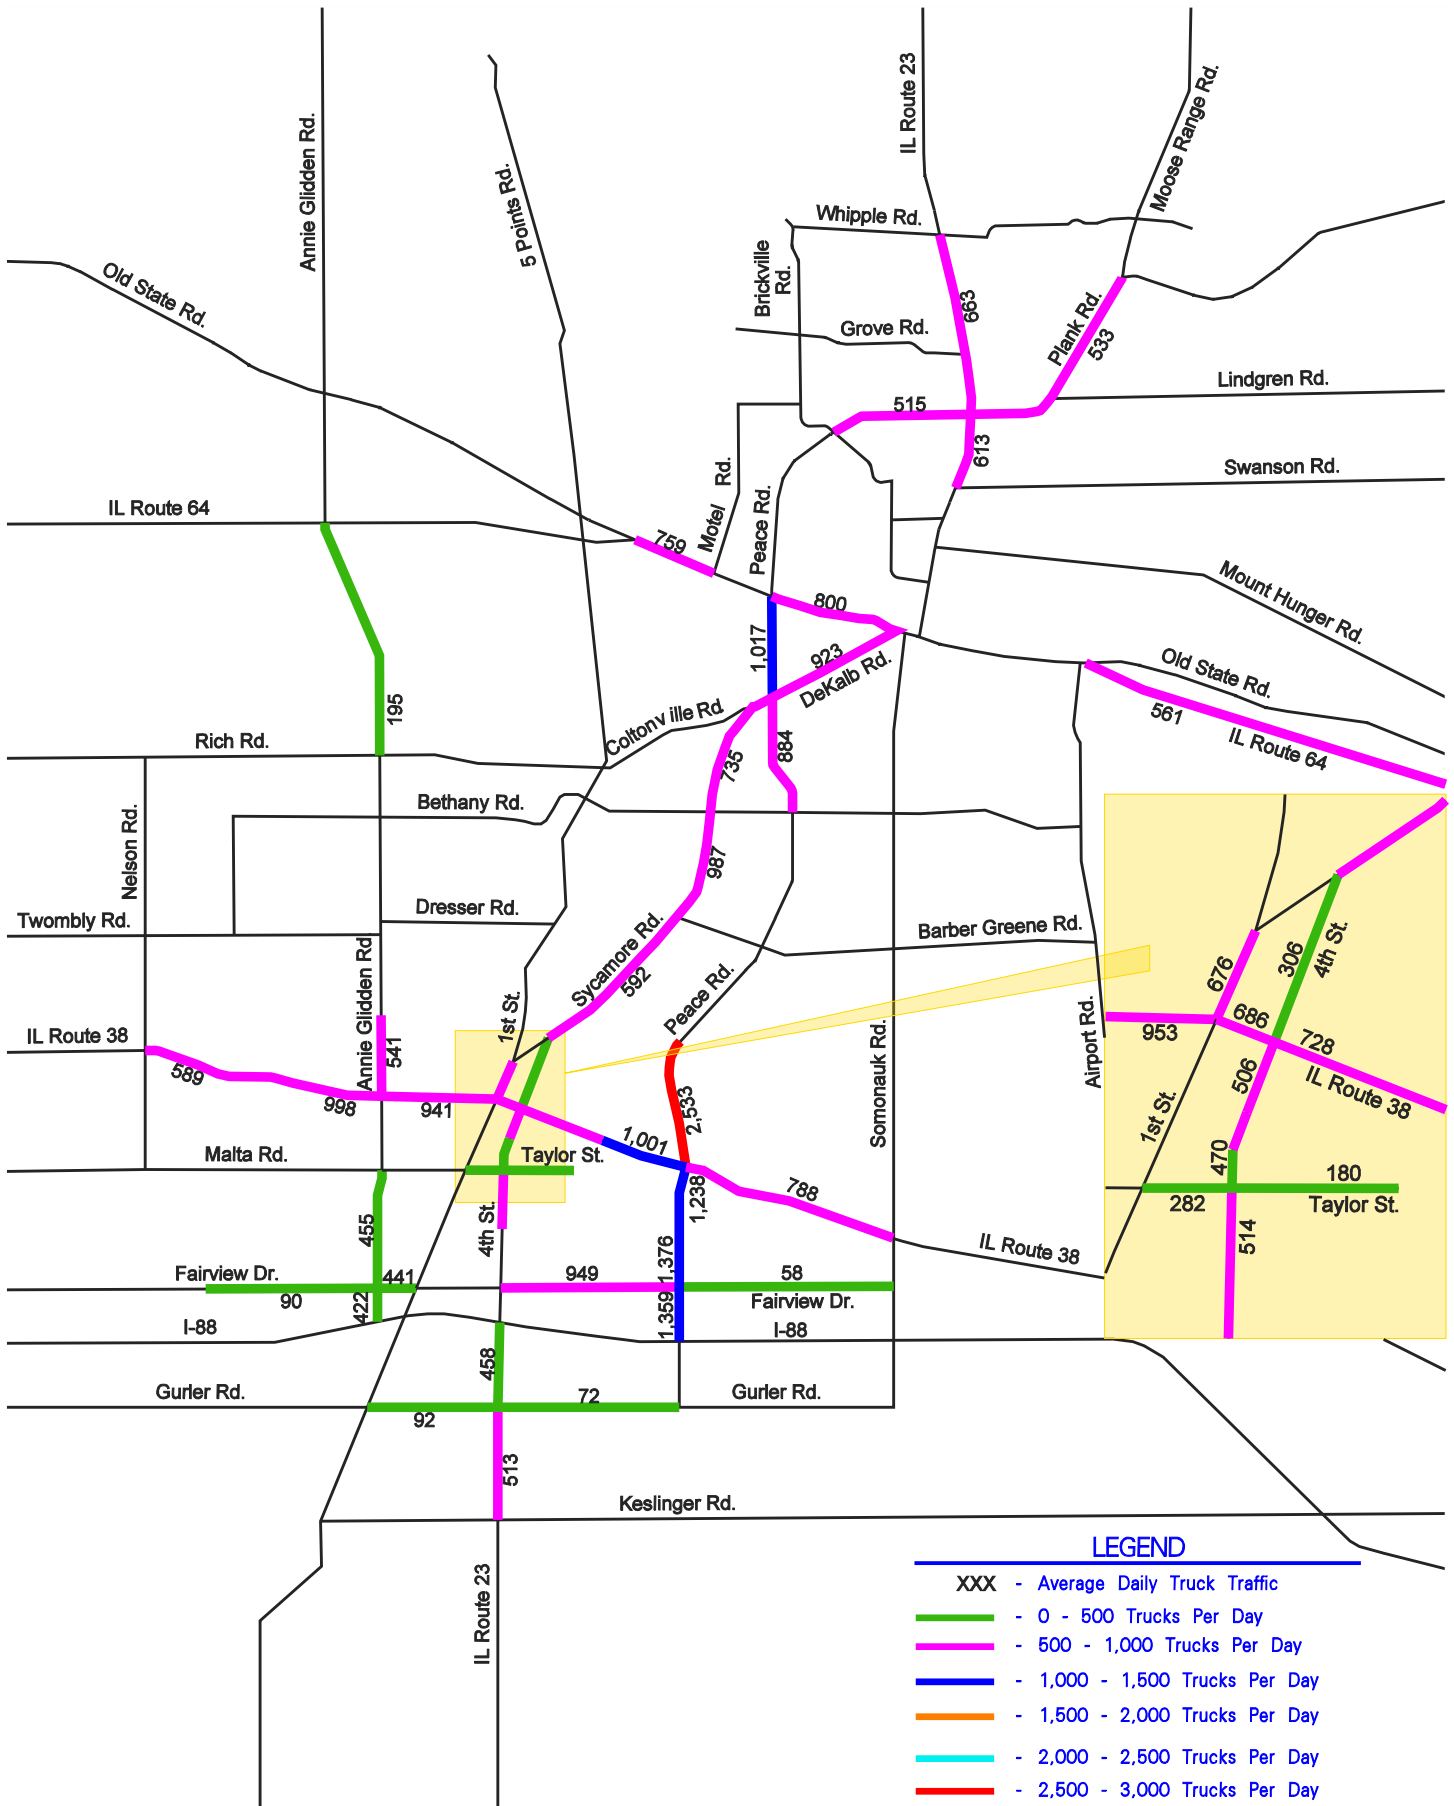 IL Route 23
Moose Range Rd.
Annie Glidden Rd.
5 Points Rd.
Whipple Rd.
Brickville
Rd.
Old State Rd.
663
Grove Rd.
Plank Rd.
533
Lindgren Rd.
515
613
Swanson Rd.
Motel Rd.
IL Route 64
Peace Rd.
759
Mount Hunger Rd.
800
1,017
923
DeKalb Rd.
Old State Rd.
195
561
IL Route 64
Coltonville Rd.
Rich Rd.
884
735
Bethany Rd.
Nelson Rd.
987
Twombly Rd.
Dresser Rd.
Barber Greene Rd.
Sycamore Rd.
592
Annie Glidden Rd
4th St.
306
676
Peace Rd.
1st St.
IL Route 38
541
Airport Rd.
953
686
728
IL Route 38
506
589
998
941
2,533
Somonauk Rd.
1st St.
1,001
Malta Rd.
Taylor St.
470
180
282
Taylor St.
788
1,238
4th St.
455
514
IL Route 38
1,376
Fairview Dr.
441
949
58
90
422
1,359
Fairview Dr.
I-88
I-88
458
Gurler Rd.
72
Gurler Rd.
92
513
Keslinger Rd.
IL Route 23
LEGEND
XXX - Average Daily Truck Traffic
- 0 - 500 Trucks Per Day
- 500 - 1,000 Trucks Per Day
- 1,000 - 1,500 Trucks Per Day
- 1,500 - 2,000 Trucks Per Day
- 2,000 - 2,500 Trucks Per Day
- 2,500 - 3,000 Trucks Per Day